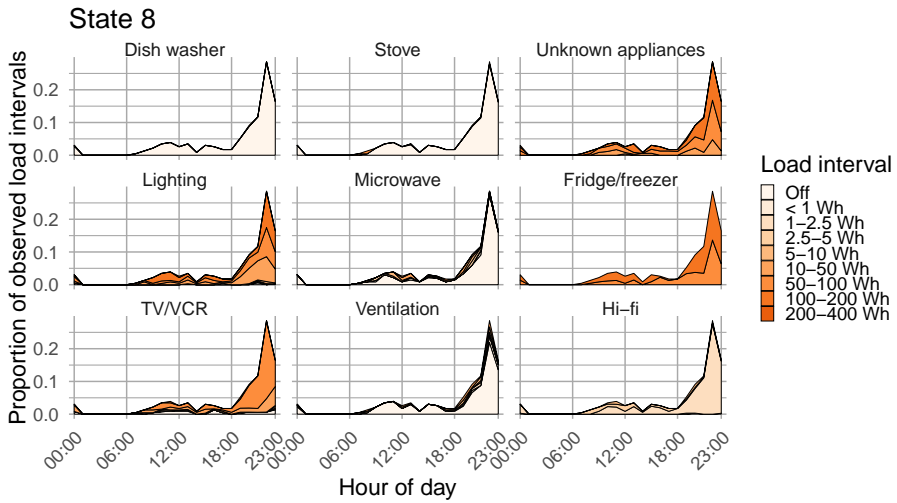 State 8
Proportion of observed load intervals
Dish washer
Stove
Unknown appliances
0.2
0.1
0.0
Lighting
Microwave
Fridge/freezer
0.2
0.1
0.0
TV/VCR
Ventilation
Hi−fi
0.2
0.1
0.0
00:00
06:00
12:00
18:00
23:00
00:00
06:00
12:00
18:00
23:00
00:00
06:00
12:00
18:00
23:00
Hour of day
Load interval
Off
< 1 Wh
1−2.5 Wh
2.5−5 Wh
5−10 Wh
10−50 Wh
50−100 Wh
100−200 Wh
200−400 Wh